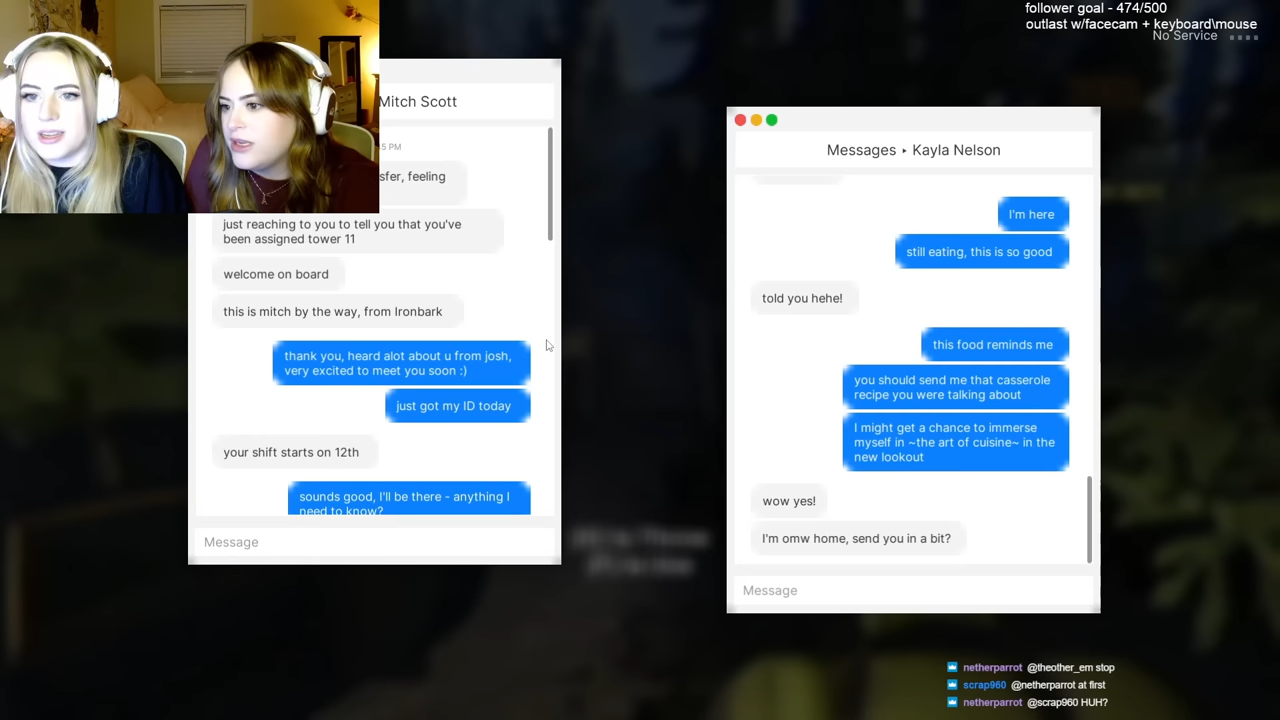 follower goal - 474/500
outlast w/facecam + keyboard\mouse
No Service
Mitch Scott
5 PM
sfer, feeling
just reaching to you to tell you that you've
been assigned tower 11
welcome on board
this is mitch by the way, from Ironbark
thank you, heard alot about u from josh,
very excited to meet you soon :)
just got my ID today
your shift starts on 12th
sounds good, I'll be there - anything I
need to know?
Message
Messages ‣ Kayla Nelson
I'm here
still eating, this is so good
told you hehe!
this food reminds me
you should send me that casserole
recipe you were talking about
I might get a chance to immerse
myself in ~the art of cuisine~ in the
new lookout
wow yes!
I'm omw home, send you in a bit?
Message
netherparrot @theother_em stop
scrap960 @netherparrot at first
netherparrot @scrap960 HUH?